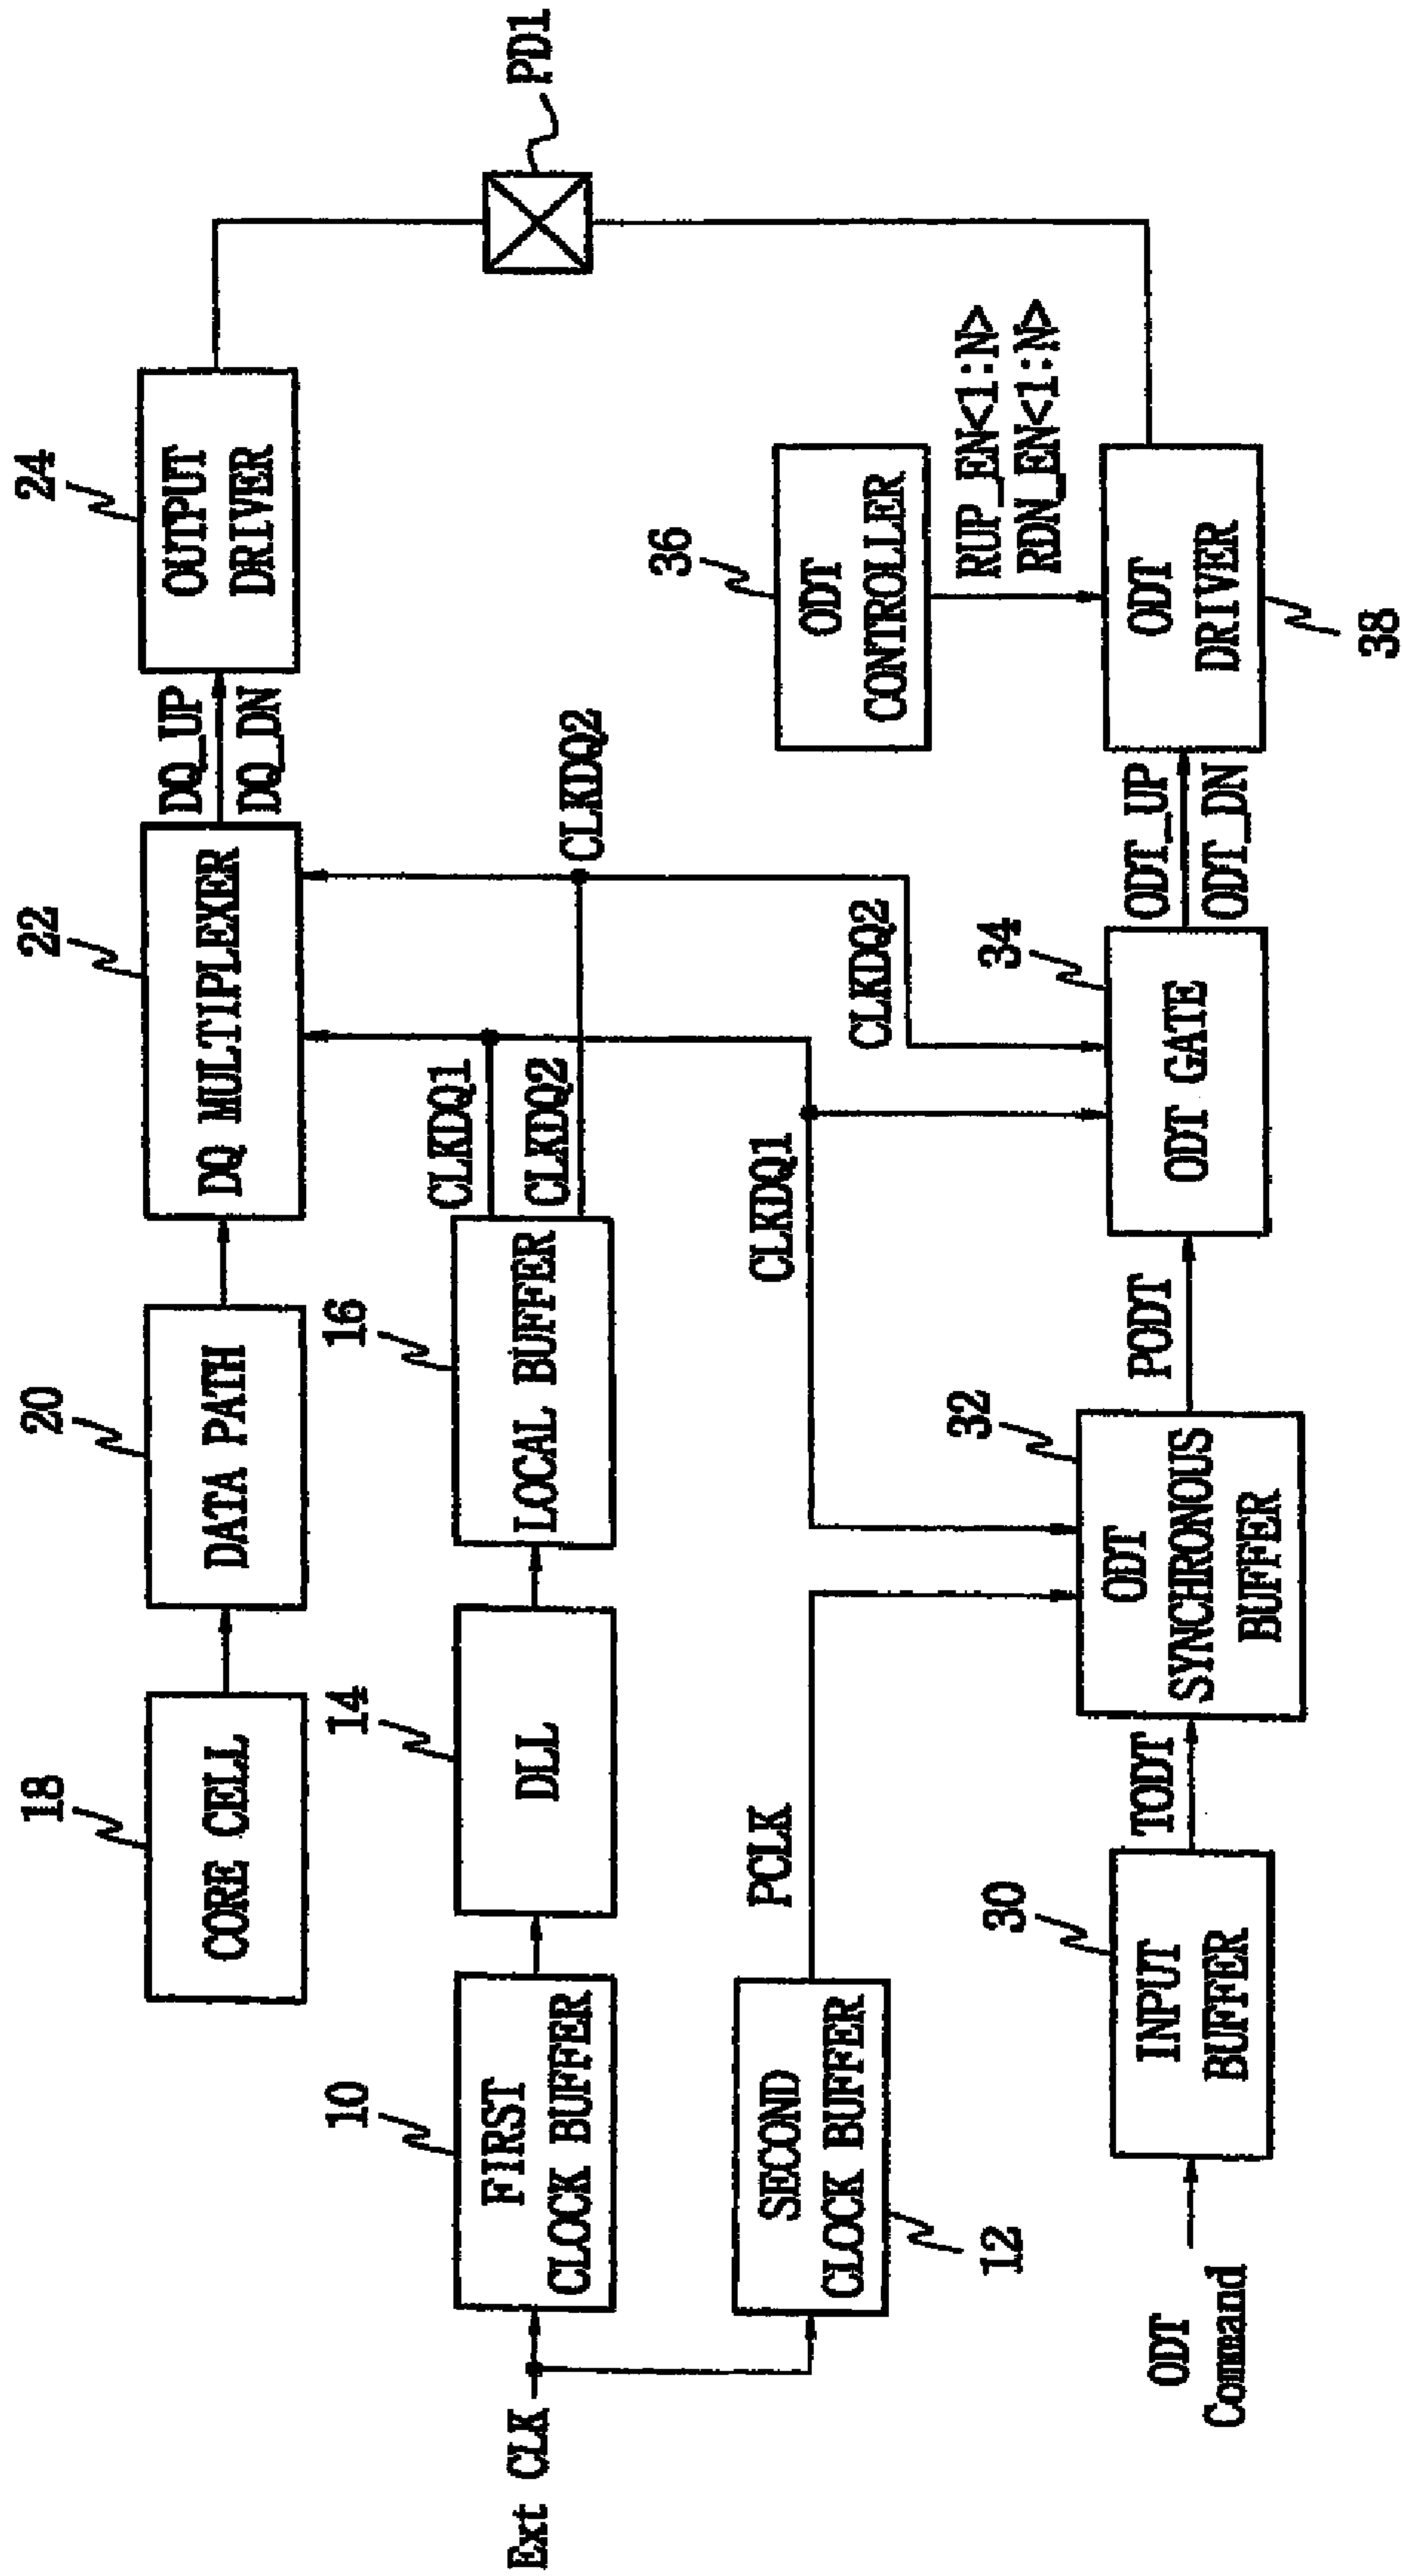 18
CORE CELL
20
DATA PATH
22
DQ MULTIPLEXER
DQ_UP
DQ_DN
24
OUTPUT
DRIVER
Ext CLK
10
FIRST
CLOCK BUFFER
14
DLL
16
LOCAL BUFFER
CLKDQ1
CLKDQ2
CLKDQ2
PD1
SECOND
CLOCK BUFFER
12
PCLK
CLKDQ1
CLKDQ2
36
ODT
CONTROLLER
RUP_EN<1:N>
RDN_EN<1:N>
ODT
Command
30
INPUT
BUFFER
TODT
32
ODT
SYNCHRONOUS
BUFFER
PODT
34
ODT GATE
ODT_UP
ODT_DN
ODT
DRIVER
38